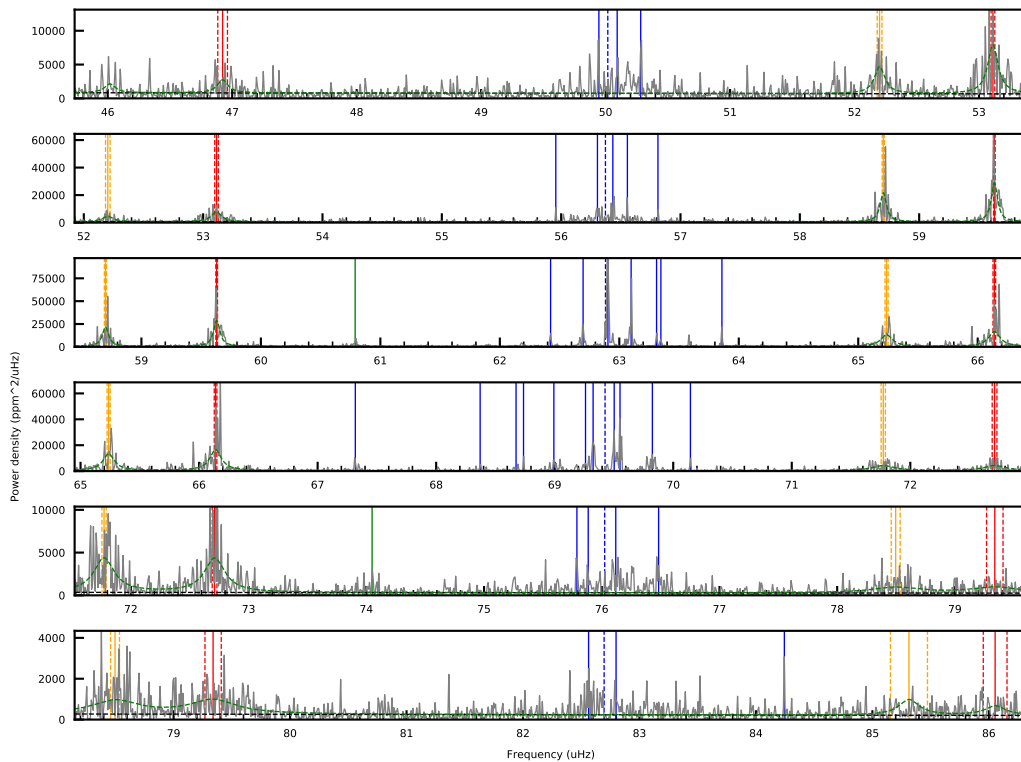 10000
5000
0
46 47 48 49 50 51 52 53
60000
40000
20000
0
52 53 54 55 56 57 58 59
75000
50000
25000
0
59 60 61 62 63 64 65 66
60000
40000
20000
0
65 66 67 68 69 70 71 72
10000
5000
0
72 73 74 75 76 77 78 79
4000
2000
0
79 80 81 82 83 84 85 86
Power density (ppm^2/uHz)
Frequency (uHz)